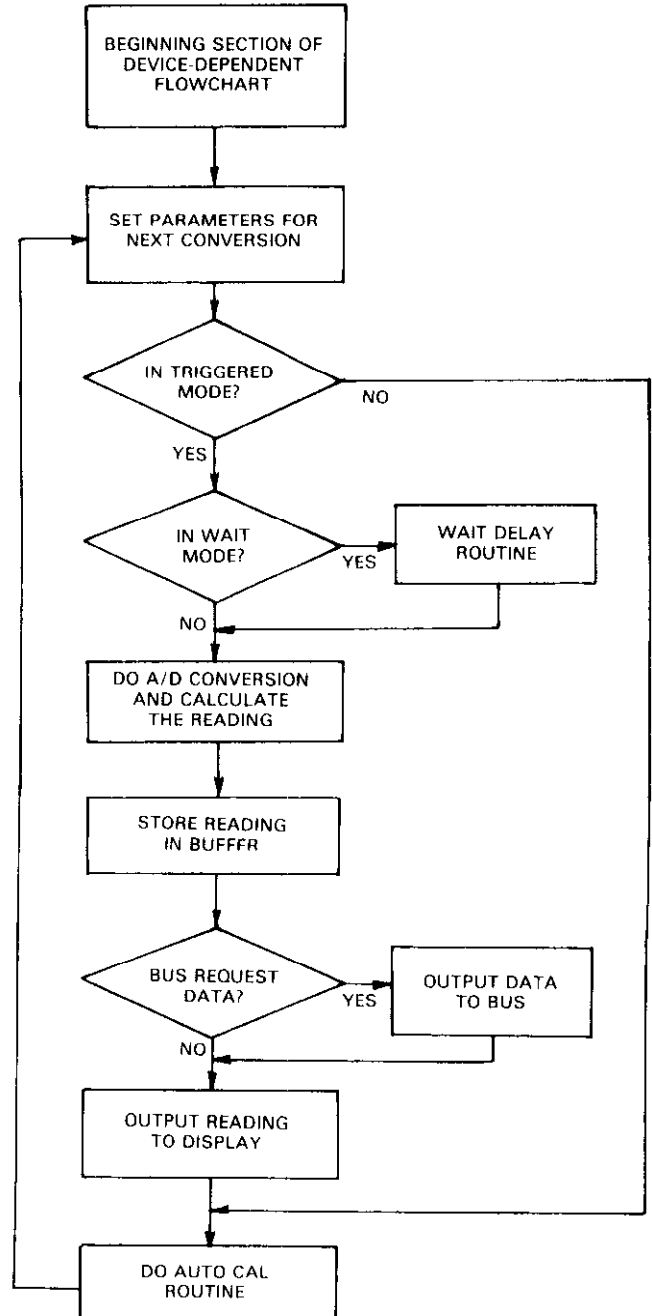 BEGINNING SECTION OF
DEVICE-DEPENDENT
FLOWCHART
SET PARAMETERS FOR
NEXT CONVERSION
IN TRIGGERED
MODE?
NO
YES
IN WAIT
MODE?
YES
WAIT DELAY
ROUTINE
NO
DO A/D CONVERSION
AND CALCULATE
THE READING
STORE READING
IN BUFFFR
BUS REQUEST
DATA?
YES
OUTPUT DATA
TO BUS
NO
OUTPUT READING
TO DISPLAY
DO AUTO CAL
ROUTINE